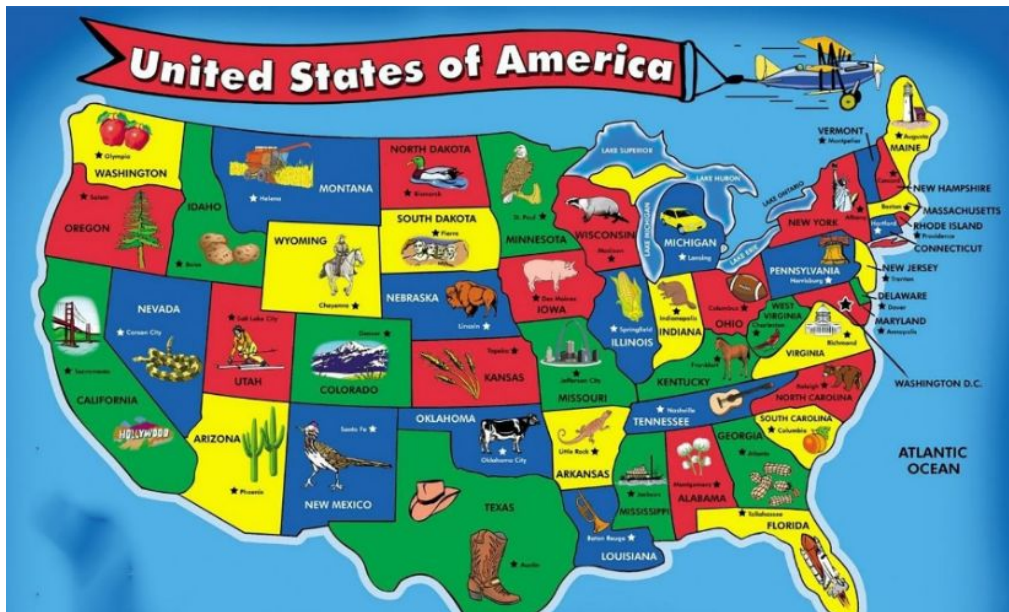 United States of America
Olympia
WASHINGTON
Salem
OREGON
IDAHO
Boise
MONTANA
Helena
NORTH DAKOTA
Bismarck
SOUTH DAKOTA
Pierre
WYOMING
Cheyenne
NEBRASKA
Lincoln
St. Paul
MINNESOTA
WISCONSIN
Madison
LAKE SUPERIOR
LAKE MICHIGAN
LAKE HURON
LAKE ERIE
LAKE ONTARIO
MICHIGAN
Lansing
Des Moines
IOWA
NEVADA
Carson City
Sacramento
CALIFORNIA
HOLLYWOOD
Salt Lake City
UTAH
Denver
COLORADO
Topeka
KANSAS
Jefferson City
MISSOURI
Springfield
ILLINOIS
Indianapolis
INDIANA
Columbus
OHIO
WEST
VIRGINIA
Charleston
Frankfort
KENTUCKY
Nashville
TENNESSEE
PENNSYLVANIA
Harrisburg
NEW YORK
Albany
VERMONT
Montpelier
Augusta
MAINE
Concord
NEW HAMPSHIRE
Boston
MASSACHUSETTS
Hartford
RHODE ISLAND
Providence
CONNECTICUT
NEW JERSEY
Trenton
DELAWARE
Dover
MARYLAND
Annapolis
WASHINGTON D.C.
Richmond
VIRGINIA
Raleigh
NORTH CAROLINA
SOUTH CAROLINA
Columbia
GEORGIA
Atlanta
ARIZONA
Phoenix
Santa Fe
NEW MEXICO
OKLAHOMA
Oklahoma City
TEXAS
Austin
Little Rock
ARKANSAS
Baton Rouge
LOUISIANA
Jackson
MISSISSIPPI
Montgomery
ALABAMA
Tallahassee
FLORIDA
ATLANTIC
OCEAN